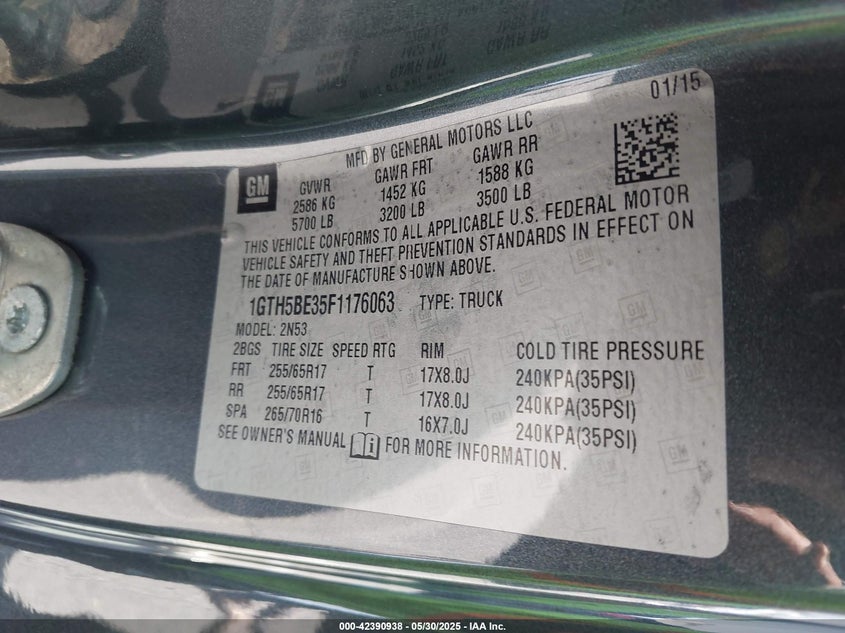 01/15
MFD BY GENERAL MOTORS LLC
GM
GVWR GAWR FRT GAWR RR
2586 KG 1452 KG 1588 KG
5700 LB 3200 LB 3500 LB
THIS VEHICLE CONFORMS TO ALL APPLICABLE U.S. FEDERAL MOTOR
VEHICLE SAFETY AND THEFT PREVENTION STANDARDS IN EFFECT ON
THE DATE OF MANUFACTURE SHOWN ABOVE.
1GTH5BE35F1176063 TYPE: TRUCK
MODEL: 2N53
2BGS TIRE SIZE SPEED RTG RIM COLD TIRE PRESSURE
FRT 255/65R17 T 17X8.0J 240KPA(35PSI)
RR 255/65R17 T 17X8.0J 240KPA(35PSI)
SPA 265/70R16 T 16X7.0J 240KPA(35PSI)
SEE OWNER'S MANUAL FOR MORE INFORMATION.
000-42390938 - 05/30/2025 - IAA Inc.